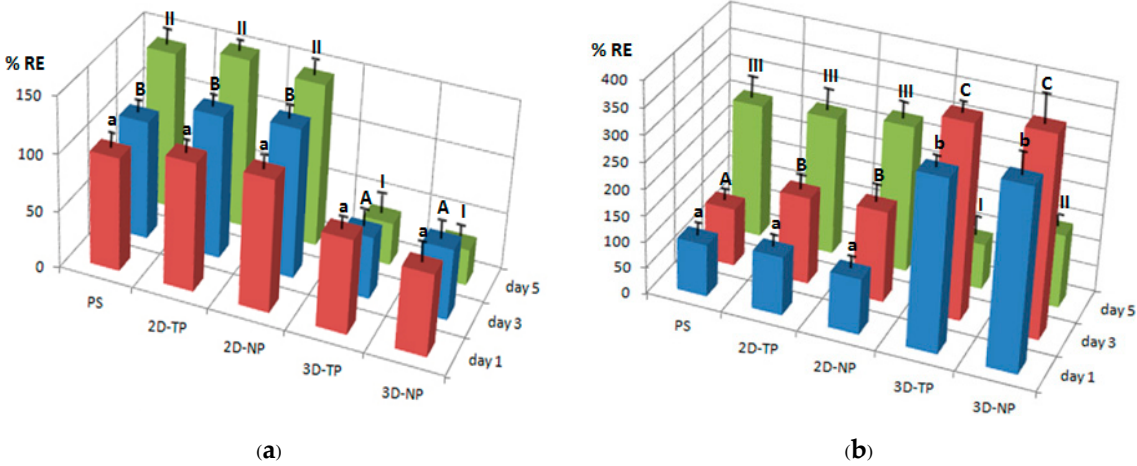 % RE
150
100
50
0
II
II
II
B
B
B
a
a
a
I
A
a
A
I
a
PS
2D-TP
2D-NP
3D-TP
3D-NP
day 1
day 3
day 5
(a)
% RE
400
350
300
250
200
150
100
50
0
III
III
III
C
C
A
B
B
b
b
a
a
a
I
II
PS
2D-TP
2D-NP
3D-TP
3D-NP
day 1
day 3
day 5
(b)